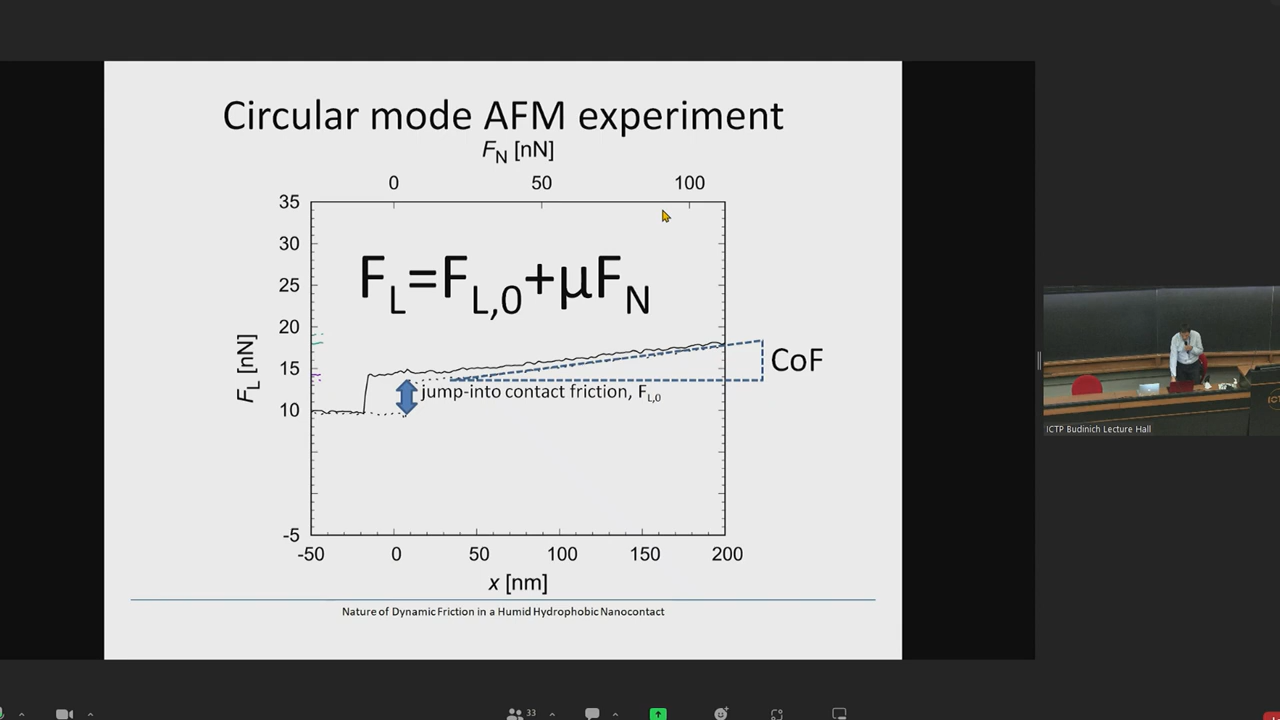 Circular mode AFM experiment
F_N [nN]
0 50 100
35
30
25
20
15
10
-5
F_L [nN]
F_L=F_L,0+μF_N
CoF
jump-into contact friction, F_L,0
-50 0 50 100 150 200
x [nm]
Nature of Dynamic Friction in a Humid Hydrophobic Nanocontact
ICTP Budinich Lecture Hall
33